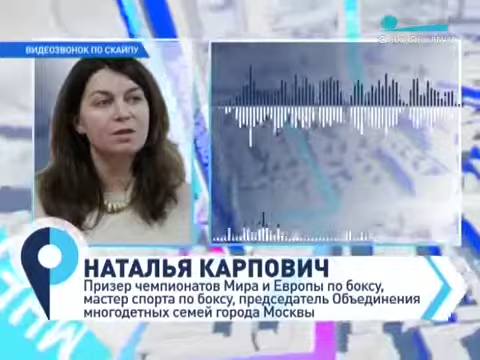 ВИДЕОЗВОНОК ПО СКАЙПУ
НАТАЛЬЯ КАРПОВИЧ
Призер чемпионатов Мира и Европы по боксу,
мастер спорта по боксу, председатель Объединения
многодетных семей города Москвы